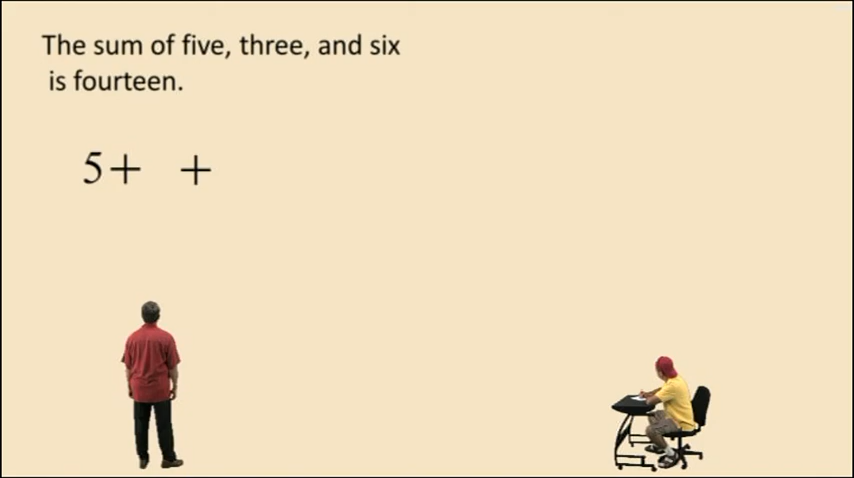 The sum of five, three, and six
is fourteen.
5+ +